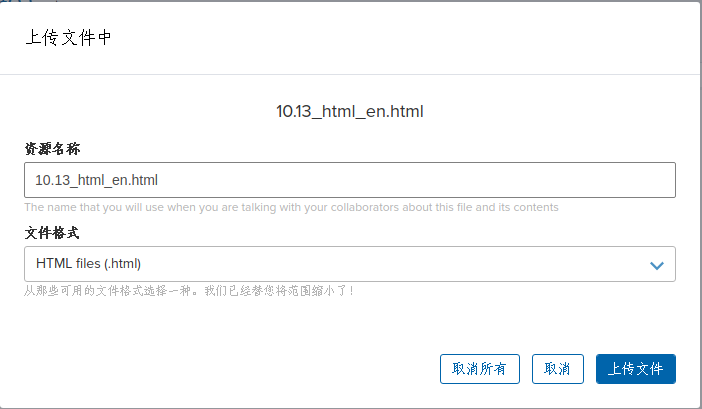 上传文件中
10.13_html_en.html
资源名称
10.13_html_en.html
The name that you will use when you are talking with your collaborators about this file and its contents
文件格式
HTML files (.html)
从那些可用的文件格式选择一种。我们已经替您将范围缩小了!
取消所有 取消 上传文件